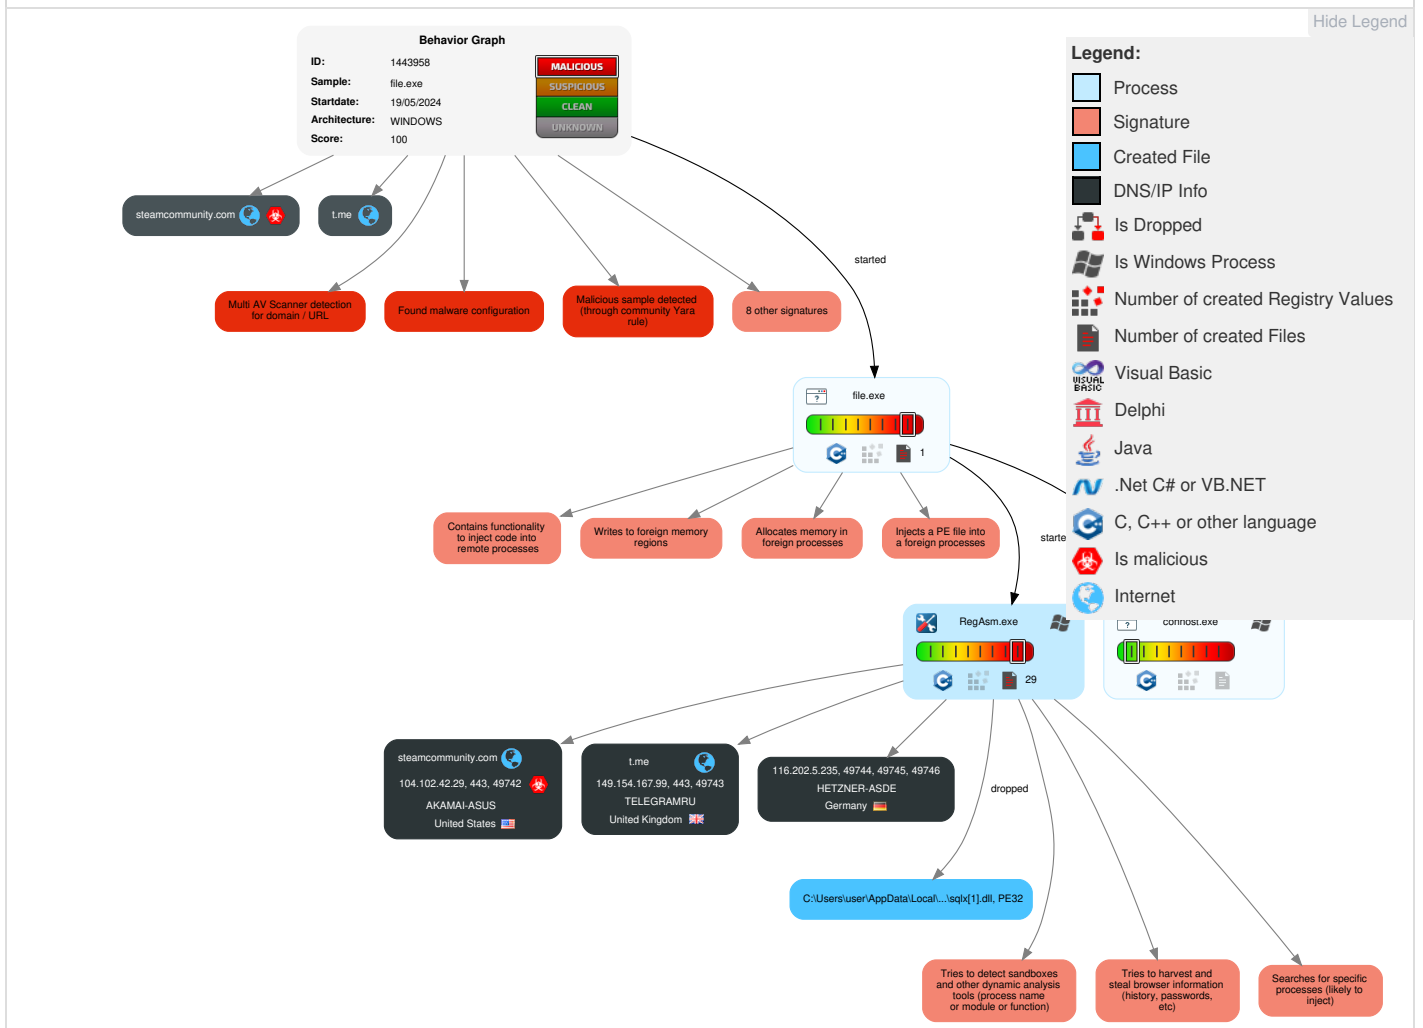 Hide Legend
Behavior Graph
ID: 1443958
Sample: file.exe
Startdate: 19/05/2024
Architecture: WINDOWS
Score: 100
MALICIOUS
SUSPICIOUS
CLEAN
UNKNOWN
Legend:
Process
Signature
Created File
DNS/IP Info
Is Dropped
Is Windows Process
Number of created Registry Values
Number of created Files
VISUAL
BASIC
Visual Basic
Delphi
Java
.Net C# or VB.NET
C, C++ or other language
Is malicious
Internet
steamcommunity.com
t.me
started
Multi AV Scanner detection
for domain / URL
Found malware configuration
Malicious sample detected
(through community Yara
rule)
8 other signatures
file.exe
1
Contains functionality
to inject code into
remote processes
Writes to foreign memory
regions
Allocates memory in
foreign processes
Injects a PE file into
a foreign processes
starte
RegAsm.exe
29
conhost.exe
steamcommunity.com
104.102.42.29, 443, 49742
AKAMAI-ASUS
United States
t.me
149.154.167.99, 443, 49743
TELEGRAMRU
United Kingdom
116.202.5.235, 49744, 49745, 49746
HETZNER-ASDE
Germany
dropped
C:\Users\user\AppData\Local\...\sqlx[1].dll, PE32
Tries to detect sandboxes
and other dynamic analysis
tools (process name
or module or function)
Tries to harvest and
steal browser information
(history, passwords,
etc)
Searches for specific
processes (likely to
inject)